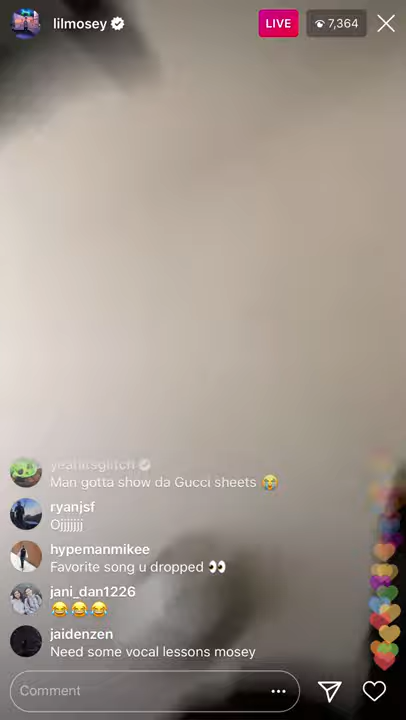 lilmosey
LIVE
7,364
yeahitsglitch
Man gotta show da Gucci sheets 😭
ryanjsf
Ojjjjjjj
hypemanmikee
Favorite song u dropped 👀
jani_dan1226
😂😂😂
jaidenzen
Need some vocal lessons mosey
Comment